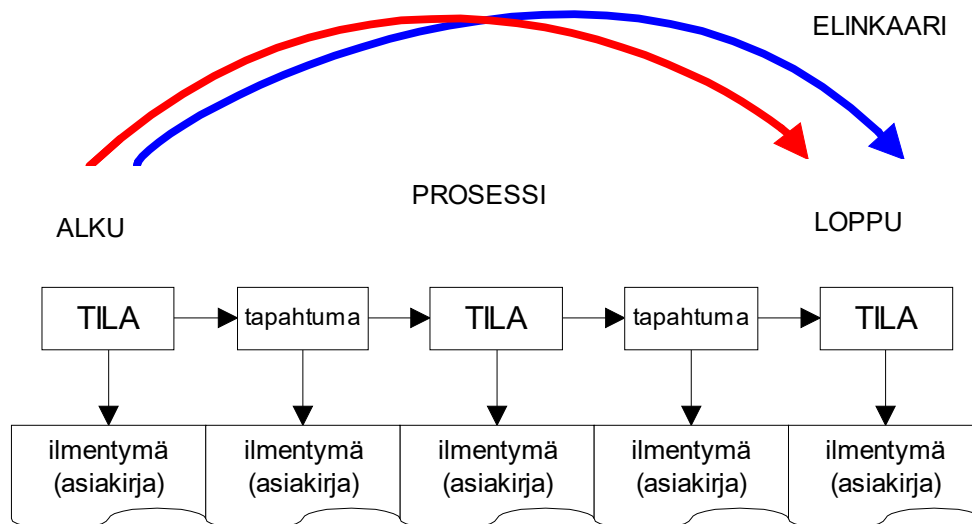 ELINKAARI
PROSESSI
ALKU
LOPPU
TILA
tapahtuma
TILA
tapahtuma
TILA
ilmentymä
(asiakirja)
ilmentymä
(asiakirja)
ilmentymä
(asiakirja)
ilmentymä
(asiakirja)
ilmentymä
(asiakirja)